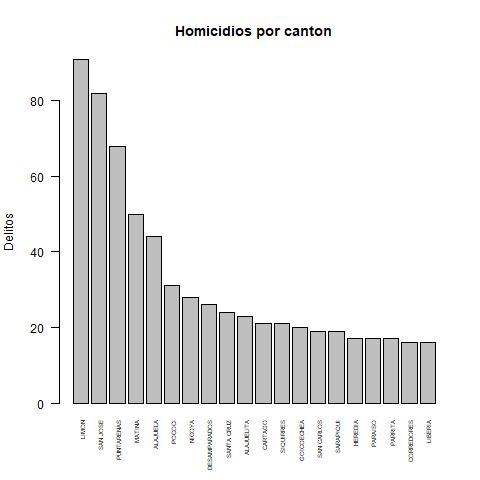 Homicidios por canton
Delitos
80
60
40
20
0
LIMON
SAN JOSE
PUNTARENAS
MATINA
ALAJUELA
POCOCI
NICOYA
DESAMPARADOS
SANTA CRUZ
ALAJUELITA
CARTAGO
SIQUIRRES
GOICOECHEA
SAN CARLOS
SARAPIQUI
HEREDIA
PARAISO
PARRITA
CORREDORES
LIBERIA